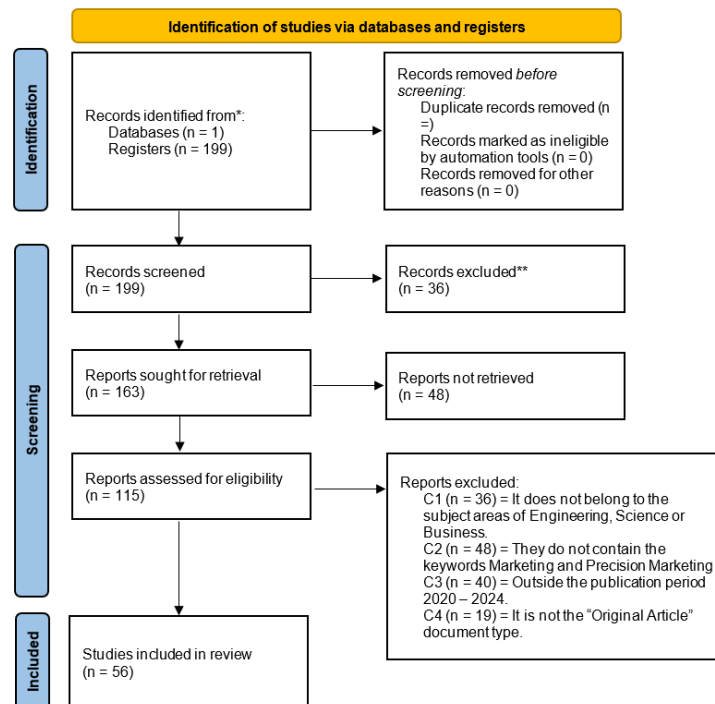 Identification of studies via databases and registers
Identification
Records identified from*:
Databases (n = 1)
Registers (n = 199)
Records removed before
screening:
Duplicate records removed (n
=)
Records marked as ineligible
by automation tools (n = 0)
Records removed for other
reasons (n = 0)
Screening
Records screened
(n = 199)
Records excluded**
(n = 36)
Reports sought for retrieval
(n = 163)
Reports not retrieved
(n = 48)
Reports assessed for eligibility
(n = 115)
Reports excluded:
C1 (n = 36) = It does not belong to the
subject areas of Engineering, Science or
Business.
C2 (n = 48) = They do not contain the
keywords Marketing and Precision Marketing
C3 (n = 40) = Outside the publication period
2020 – 2024.
C4 (n = 19) = It is not the “Original Article”
document type.
Included
Studies included in review
(n = 56)